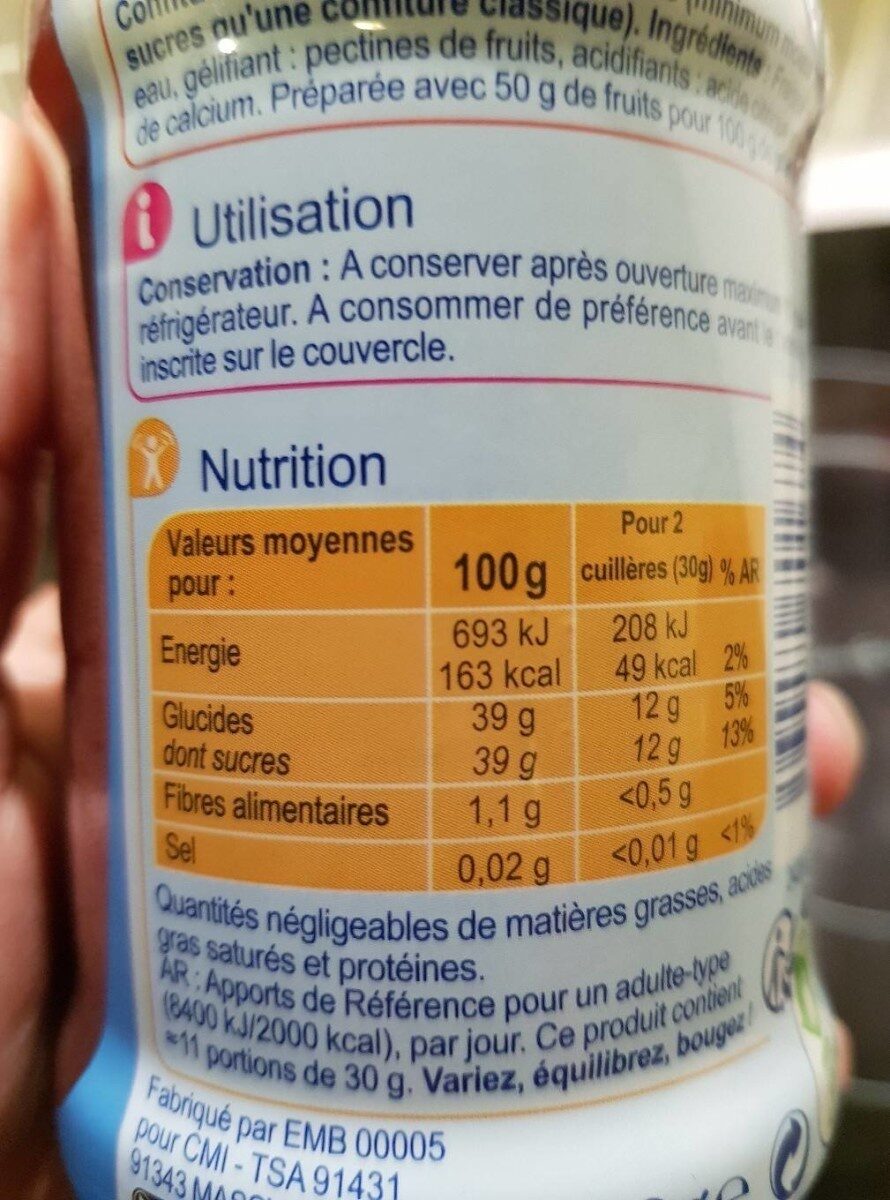 sucres qu'une confiture classique). Ingrédients
eau, gélifiant : pectines de fruits, acidifiants : acide
de calcium. Préparée avec 50 g de fruits pour 100 g
i Utilisation
Conservation : A conserver après ouverture
réfrigérateur. A consommer de préférence avant
inscrite sur le couvercle.
Nutrition
Valeurs moyennes pour : 100g Pour 2 cuillères (30g) % AR
Energie 693 kJ 208 kJ
163 kcal 49 kcal 2%
Glucides 39 g 12 g 5%
dont sucres 39 g 12 g 13%
Fibres alimentaires 1,1 g <0,5 g
Sel 0,02 g <0,01 g <1%
Quantités négligeables de matières grasses, acides
gras saturés et protéines.
AR : Apports de Référence pour un adulte-type
(8400 kJ/2000 kcal), par jour. Ce produit contient
≈11 portions de 30 g. Variez, équilibrez, bougez !
Fabriqué par EMB 00005
pour CMI - TSA 91431
91343